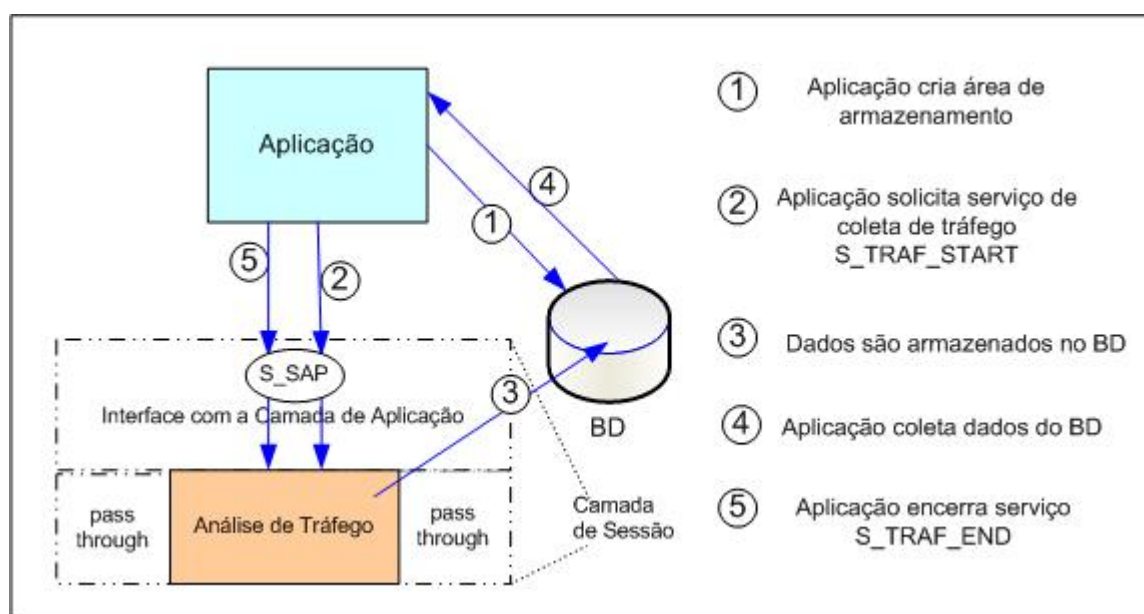 Aplicação
5
2
1
4
S_SAP
Interface com a Camada de Aplicação
3
BD
pass
through
Análise de Tráfego
pass
through
Camada
de Sessão
1
Aplicação cria área de
armazenamento
2
Aplicação solicita serviço de
coleta de tráfego
S_TRAF_START
3
Dados são armazenados no BD
4
Aplicação coleta dados do BD
5
Aplicação encerra serviço
S_TRAF_END